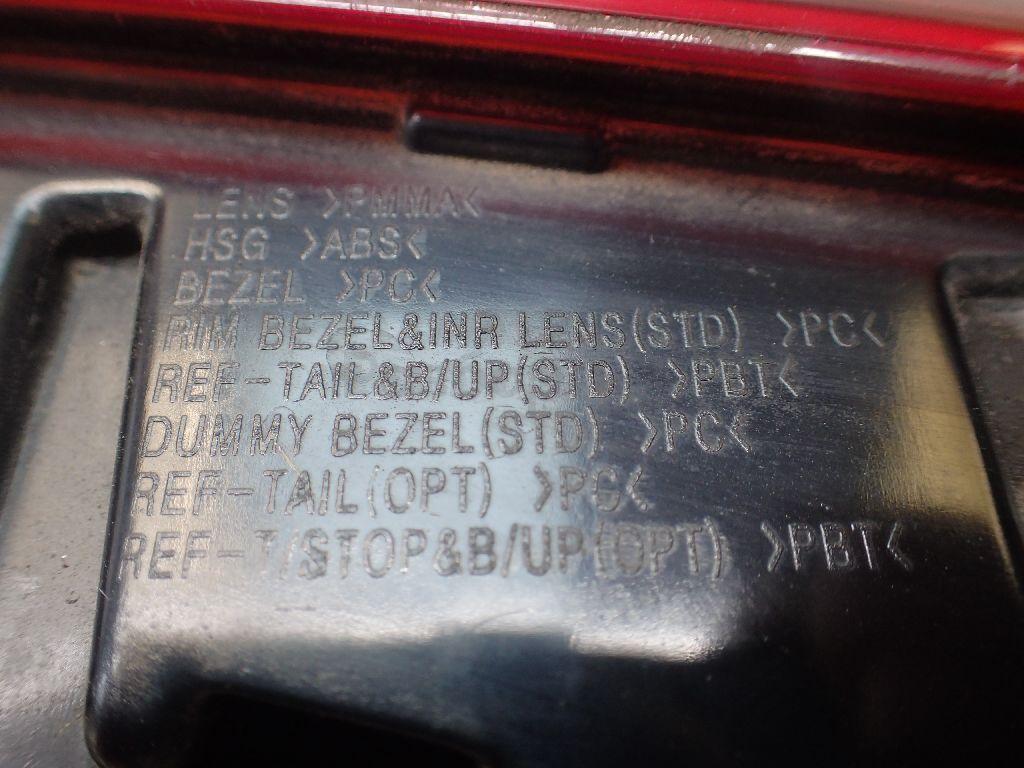 LENS >PMMA<
HSG >ABS<
BEZEL >PC<
RIM BEZEL&INR LENS(STD) >PC<
REF-TAIL&B/UP(STD) >PBT<
DUMMY BEZEL(STD) >PC<
REF-TAIL(OPT) >PC<
REF-T/STOP&B/UP(OPT) >PBT<